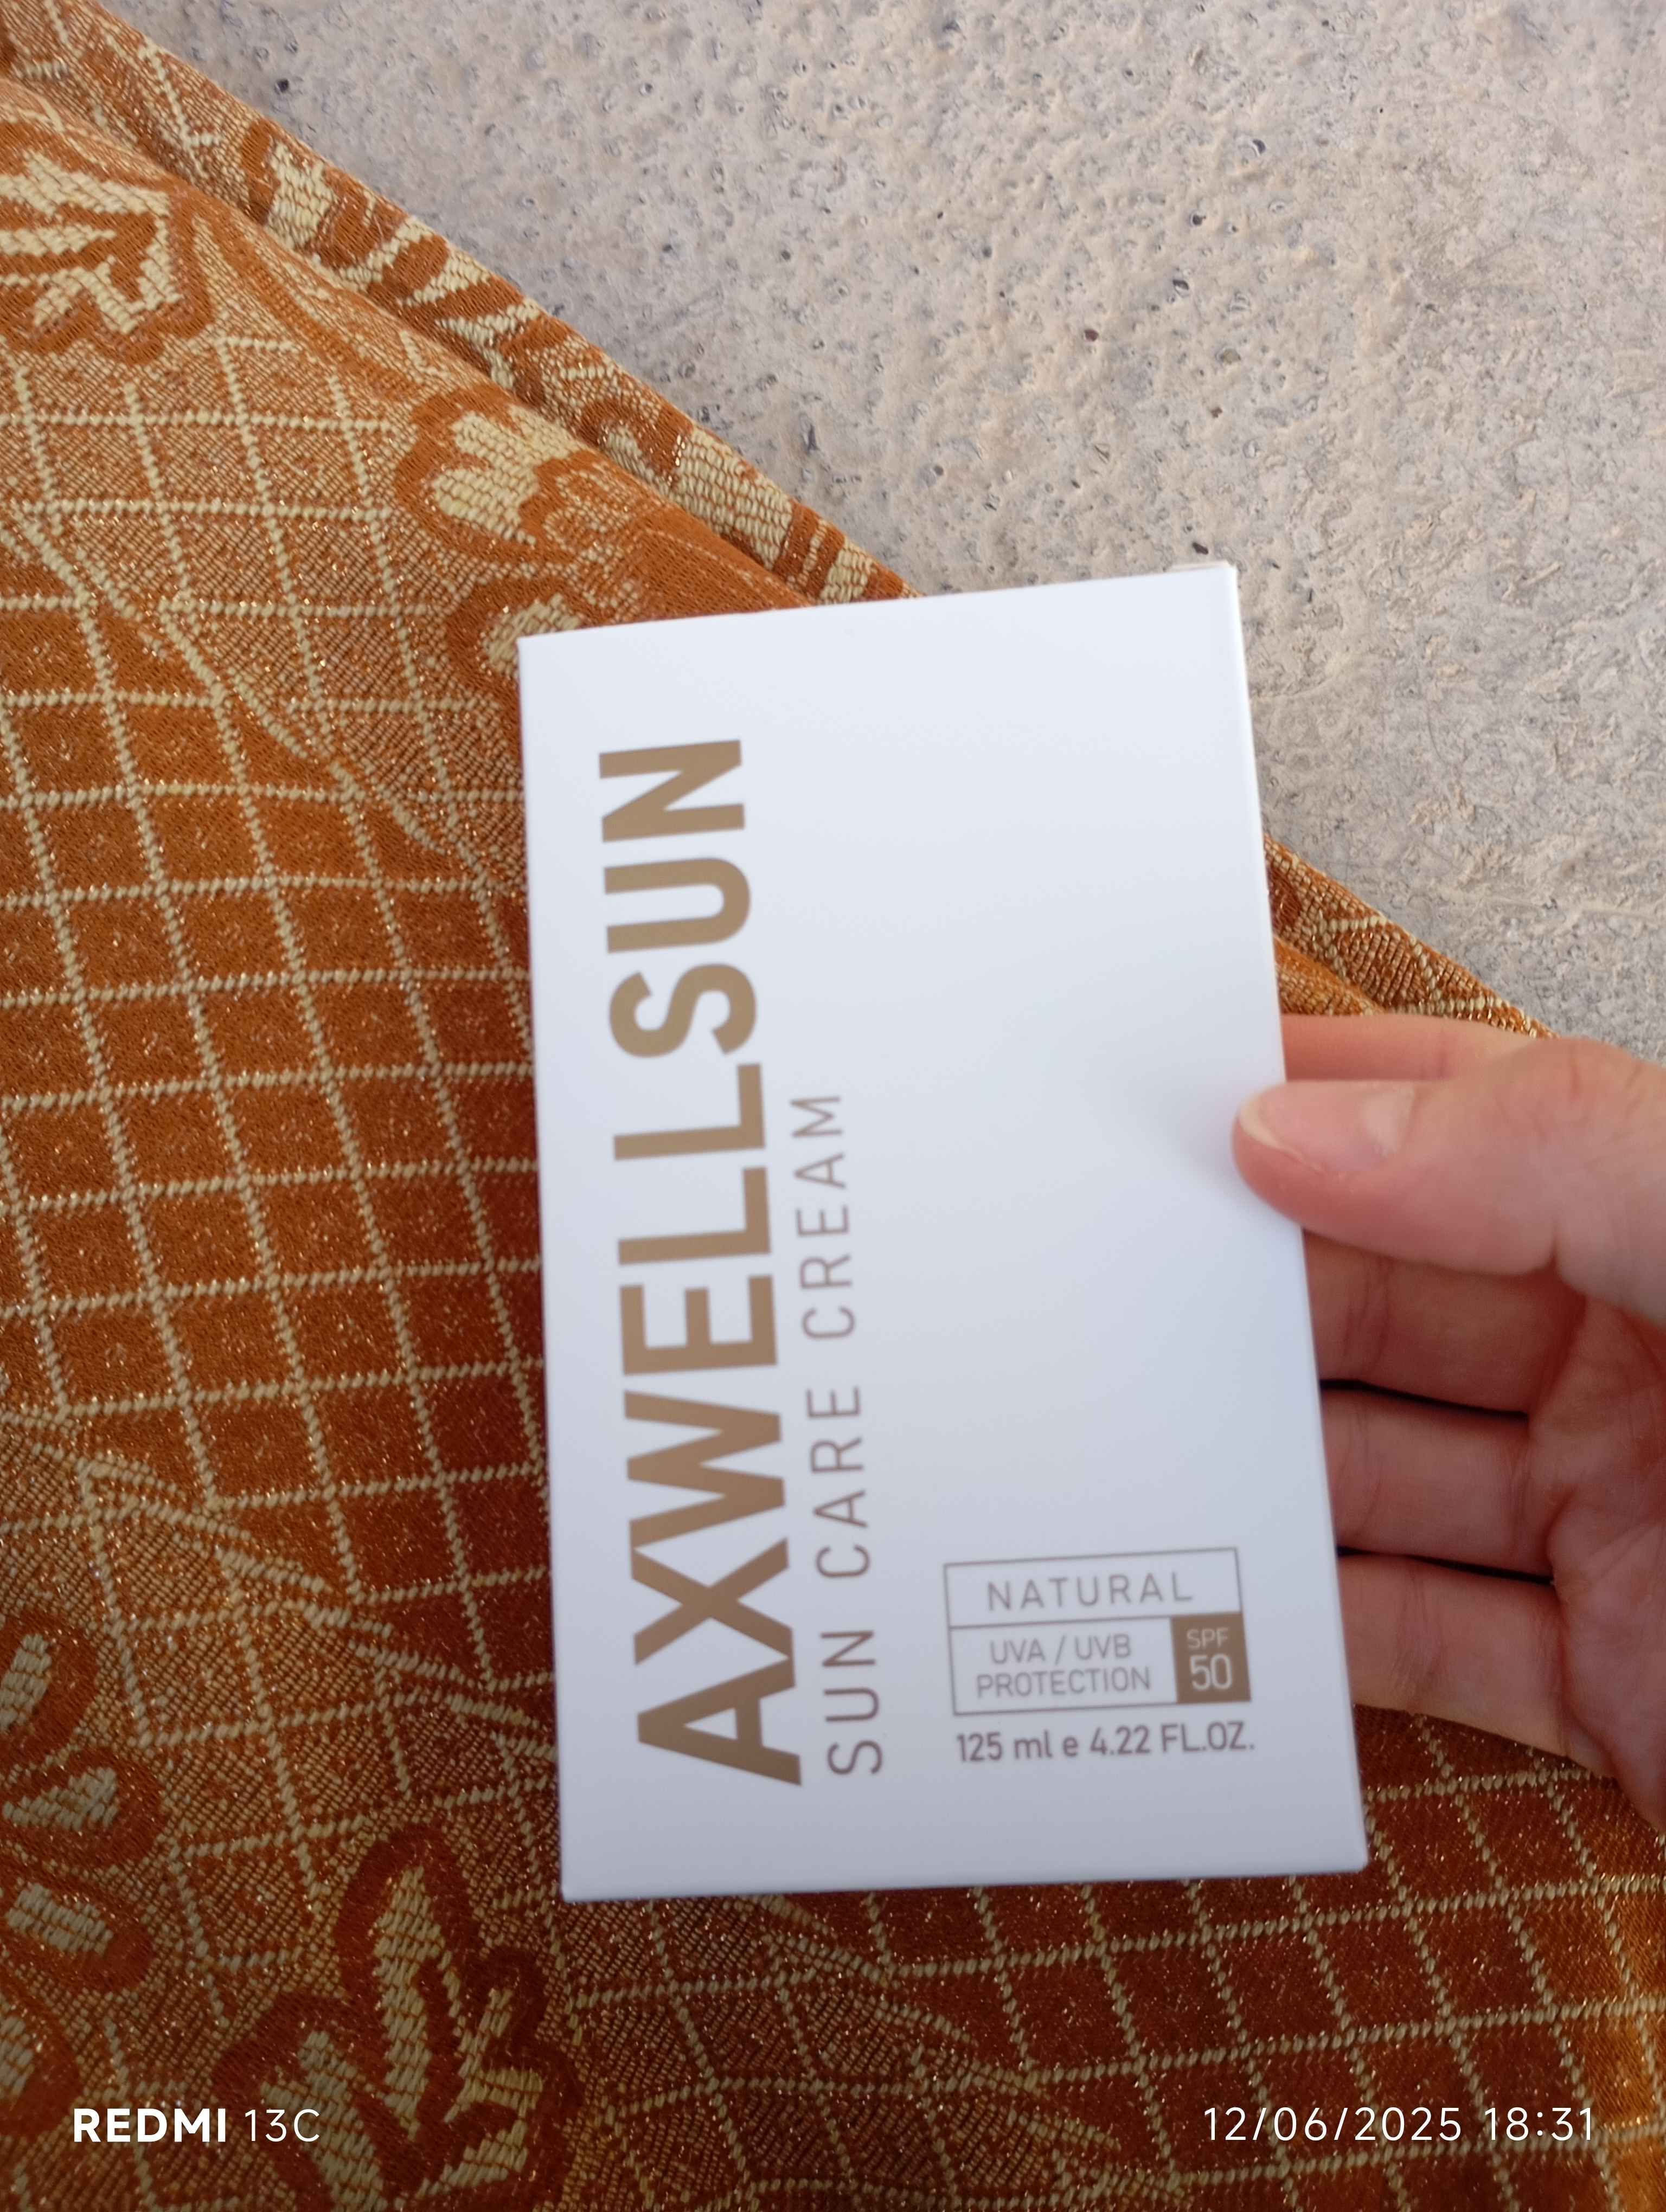 AXWELLSUN
SUN CARE CREAM
NATURAL
UVA / UVB
PROTECTION
SPF
50
125 ml e 4.22 FL.OZ.
REDMI 13C
12/06/2025 18:31